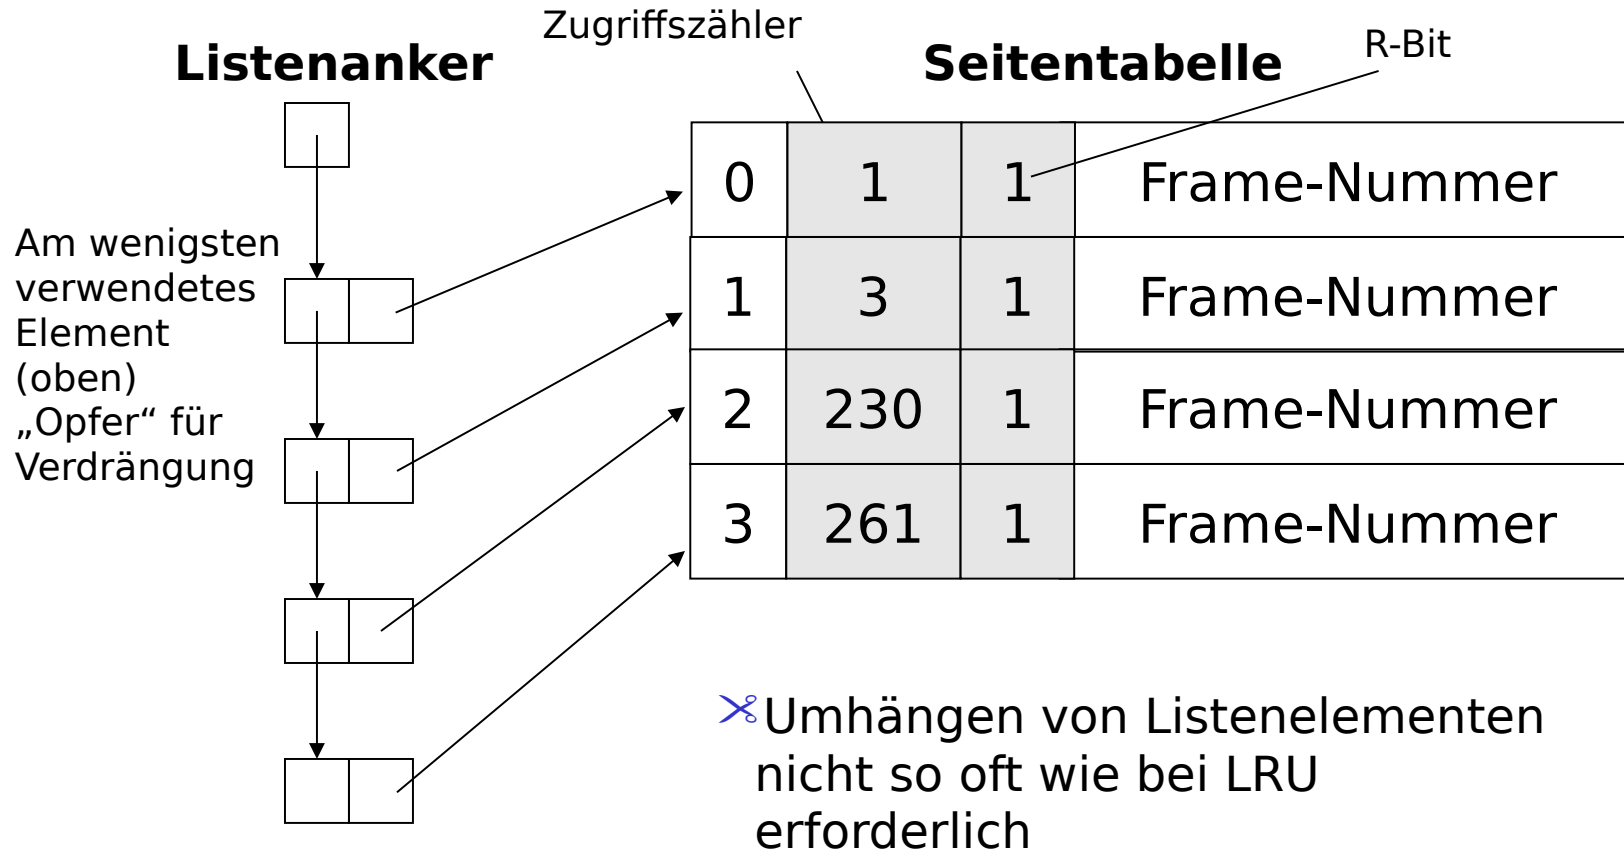 Zugriffszähler
Listenanker
Seitentabelle
R-Bit
Am wenigsten
verwendetes
Element
(oben)
„Opfer“ für
Verdrängung
0 1 1 Frame-Nummer
1 3 1 Frame-Nummer
2 230 1 Frame-Nummer
3 261 1 Frame-Nummer
Umhängen von Listenelementen
nicht so oft wie bei LRU
erforderlich